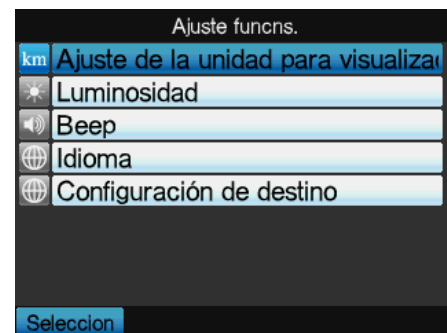 Ajuste funcns.
km Ajuste de la unidad para visualiza
Luminosidad
Beep
Idioma
Configuración de destino
Seleccion